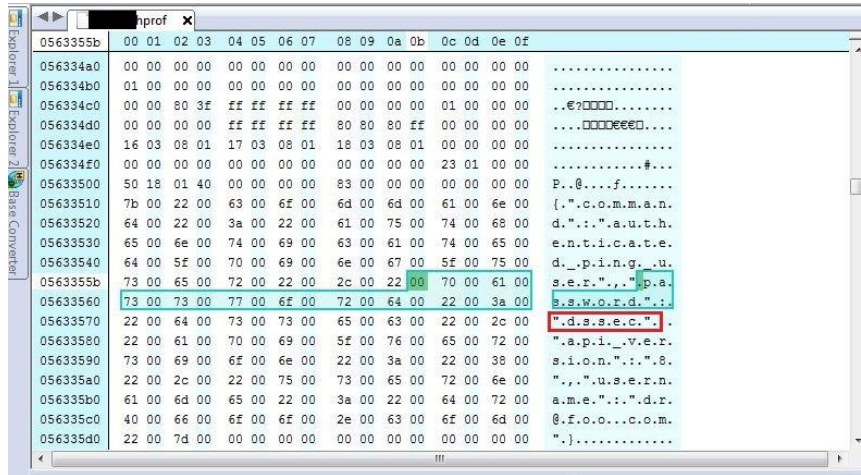 hprof x
Explorer 1
Explorer 2
Base Converter
0563355b 00 01 02 03 04 05 06 07 08 09 0a 0b 0c 0d 0e 0f
056334a0 00 00 00 00 00 00 00 00 00 00 00 00 00 00 00 00 ................
056334b0 01 00 00 00 00 00 00 00 00 00 00 00 00 00 00 00 ................
056334c0 00 00 80 3f ff ff ff ff 00 00 00 00 01 00 00 00 ..€?□□□□........
056334d0 00 00 00 00 ff ff ff ff 80 80 80 ff 00 00 00 00 ....□□□□€€€□....
056334e0 16 03 08 01 17 03 08 01 18 03 08 01 00 00 00 00 ................
056334f0 00 00 00 00 00 00 00 00 00 00 00 00 23 01 00 00 ............#...
05633500 50 18 01 40 00 00 00 00 83 00 00 00 00 00 00 00 P..@....ƒ.......
05633510 7b 00 22 00 63 00 6f 00 6d 00 6d 00 61 00 6e 00 {.".c.o.m.m.a.n.
05633520 64 00 22 00 3a 00 22 00 61 00 75 00 74 00 68 00 d.".:.".a.u.t.h.
05633530 65 00 6e 00 74 00 69 00 63 00 61 00 74 00 65 00 e.n.t.i.c.a.t.e.
05633540 64 00 5f 00 70 00 69 00 6e 00 67 00 5f 00 75 00 d._.p.i.n.g._.u.
0563355b 73 00 65 00 72 00 22 00 2c 00 22 00 70 00 61 00 s.e.r.".,.".p.a.
05633560 73 00 73 00 77 00 6f 00 72 00 64 00 22 00 3a 00 s.s.w.o.r.d.".:.
05633570 22 00 64 00 73 00 73 00 65 00 63 00 22 00 2c 00 ".d.s.s.e.c.".,.
05633580 22 00 61 00 70 00 69 00 5f 00 76 00 65 00 72 00 ".a.p.i._.v.e.r.
05633590 73 00 69 00 6f 00 6e 00 22 00 3a 00 22 00 38 00 s.i.o.n.".:.".8.
056335a0 22 00 2c 00 22 00 75 00 73 00 65 00 72 00 6e 00 ".,.".u.s.e.r.n.
056335b0 61 00 6d 00 65 00 22 00 3a 00 22 00 64 00 72 00 a.m.e.".:.".d.r.
056335c0 40 00 66 00 6f 00 6f 00 2e 00 63 00 6f 00 6d 00 @.f.o.o...c.o.m.
056335d0 22 00 7d 00 00 00 00 00 00 00 00 00 00 00 00 00 ".}.............